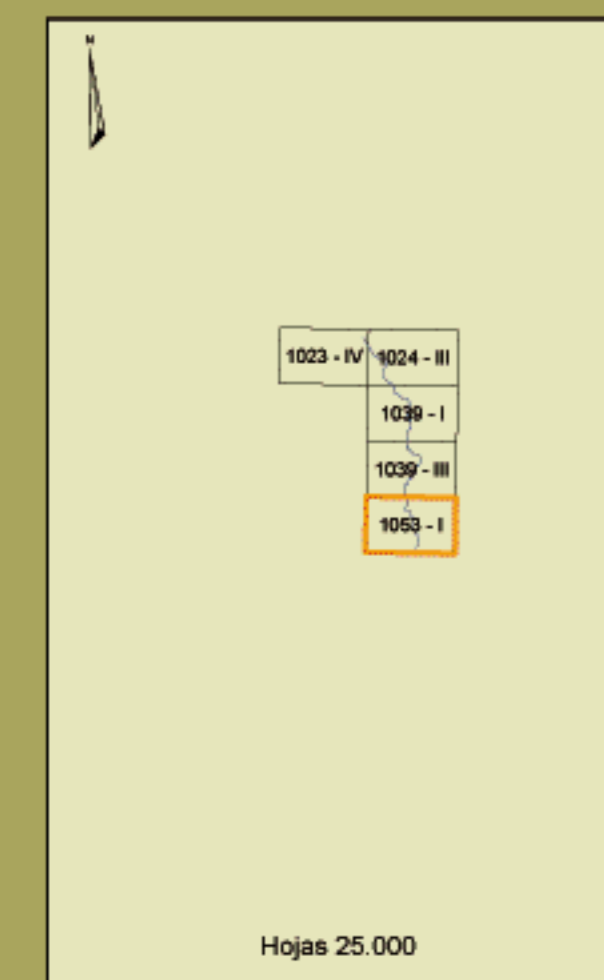 N
1023 - IV 1024 - III
1039 - I
1039 - III
1053 - I
Hojas 25.000